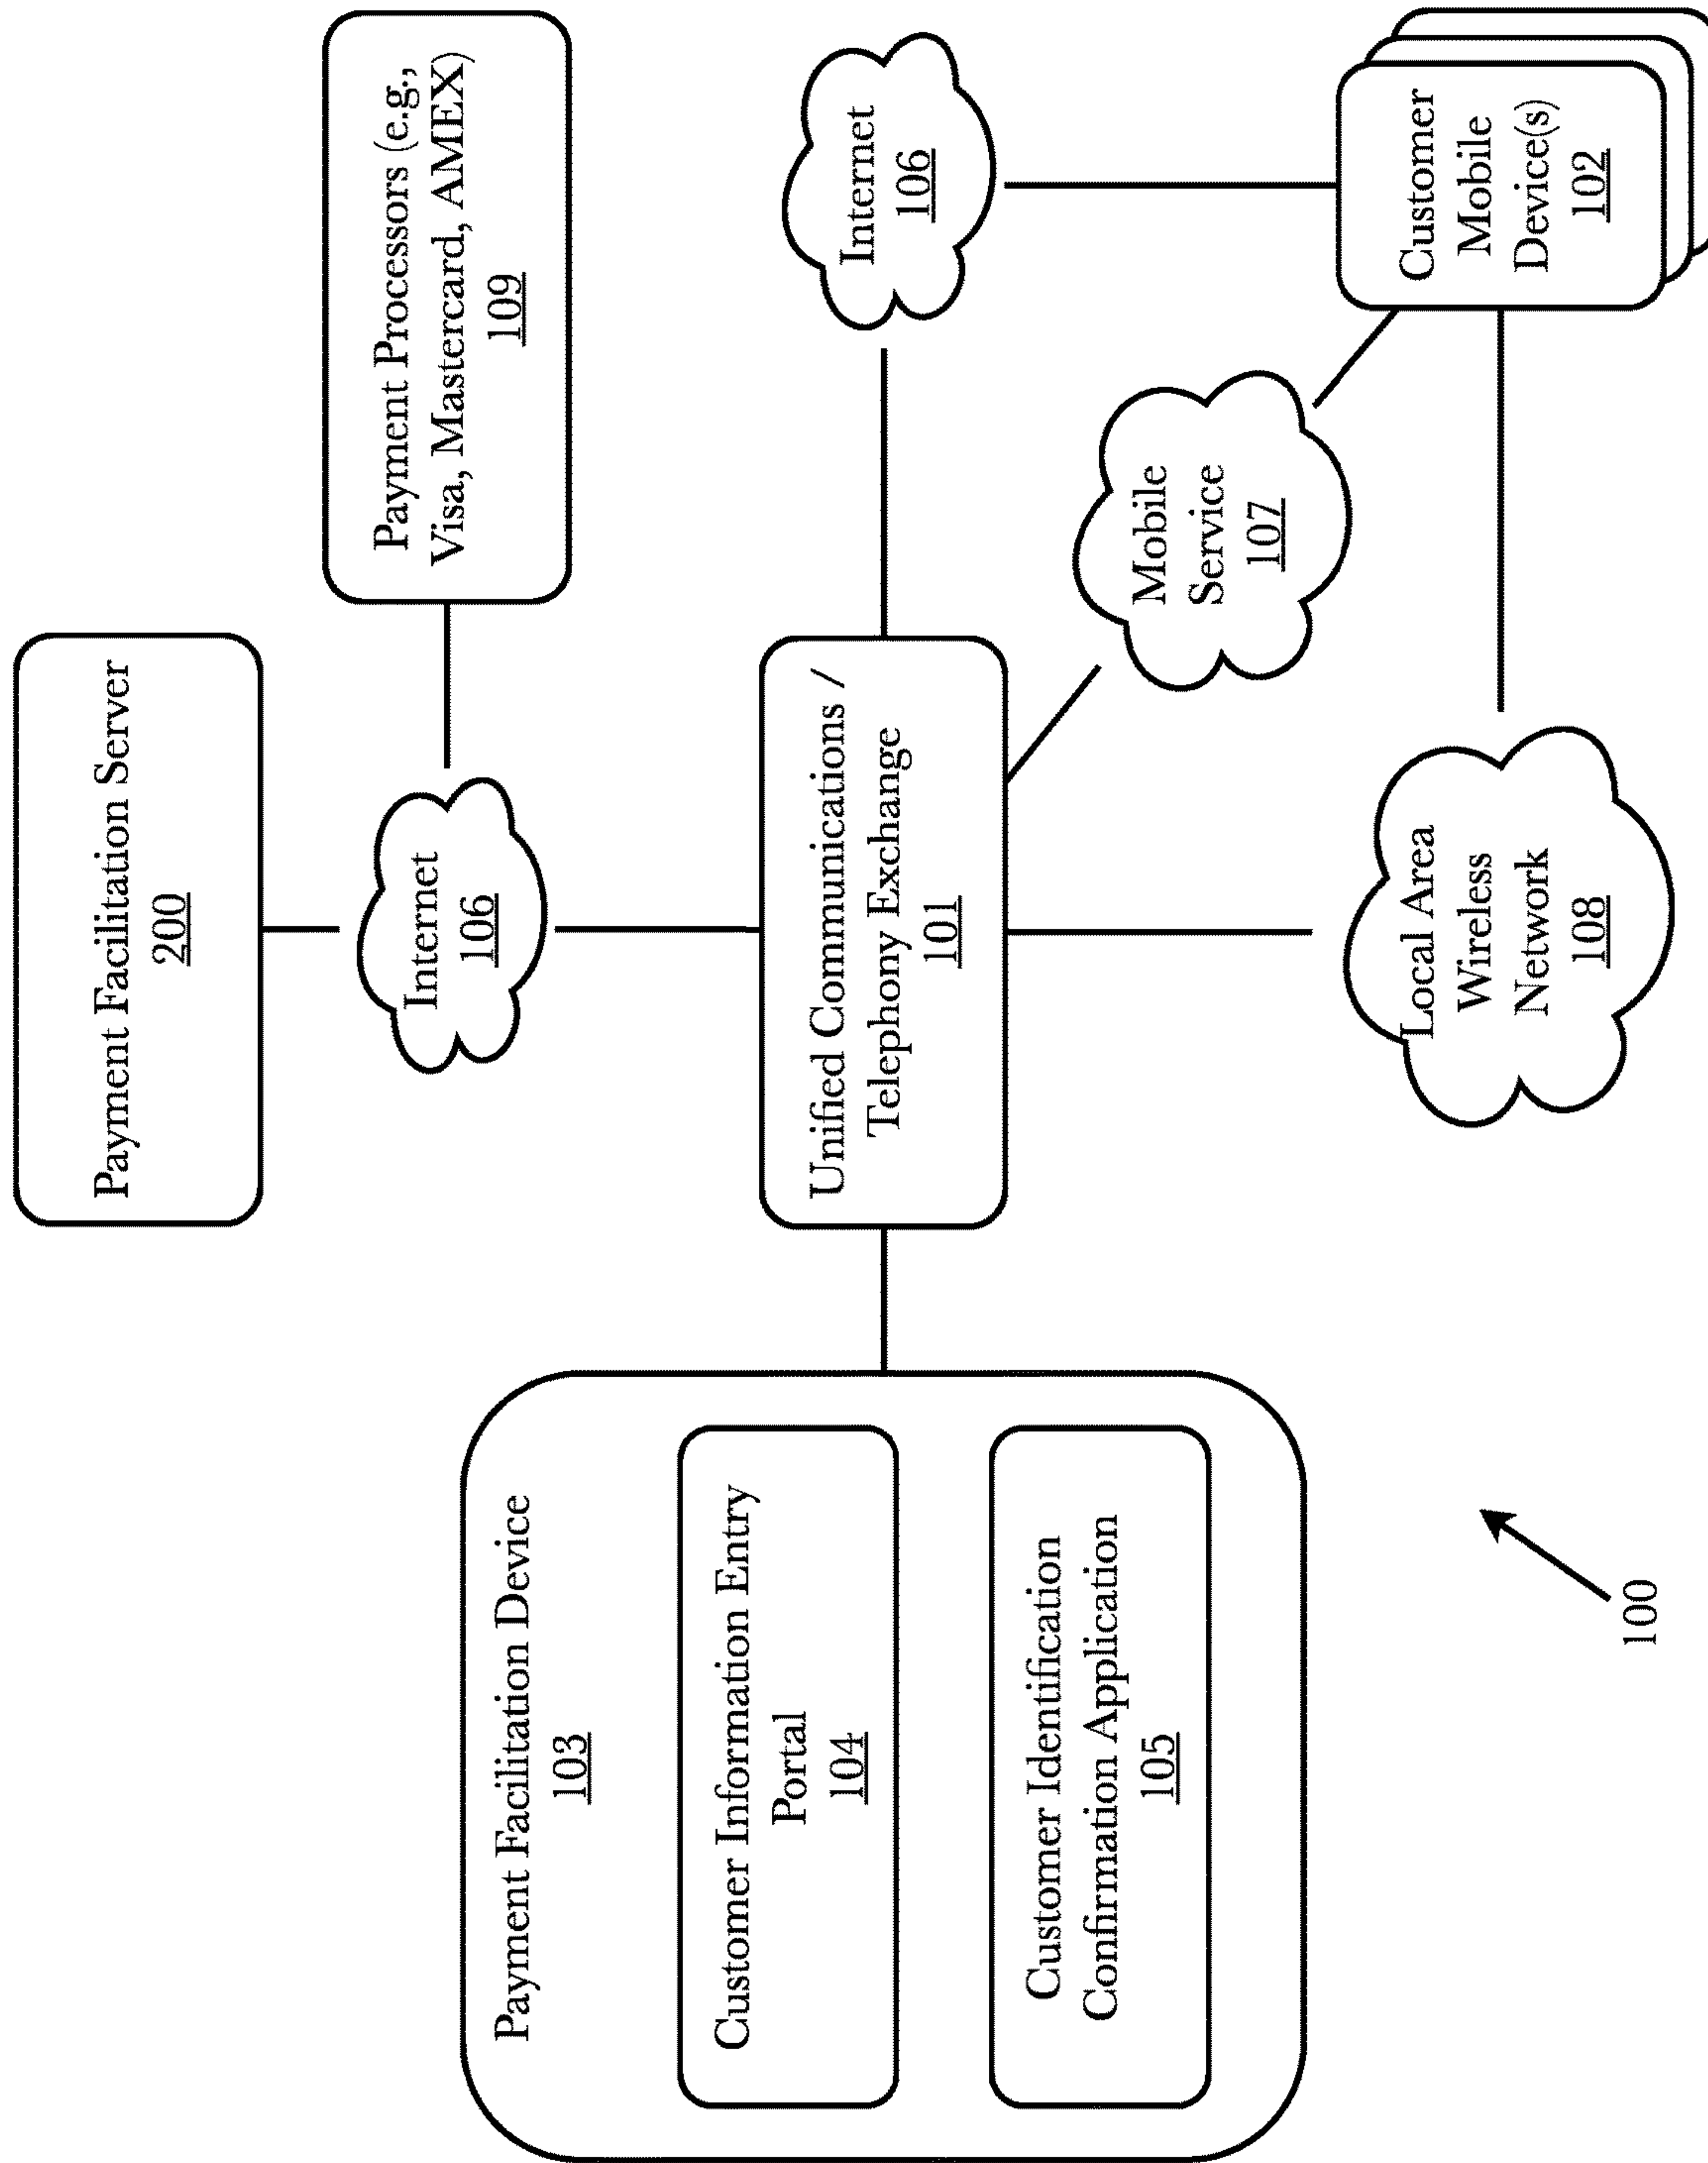 Payment Facilitation Server
200
Payment Processors (e.g.,
Visa, Mastercard, AMEX)
109
Internet
106
Payment Facilitation Device
103
Customer Information Entry
Portal
104
Customer Identification
Confirmation Application
105
Unified Communications /
Telephony Exchange
101
Internet
106
Mobile
Service
107
Local Area
Wireless
Network
108
Customer
Mobile
Device(s)
102
100